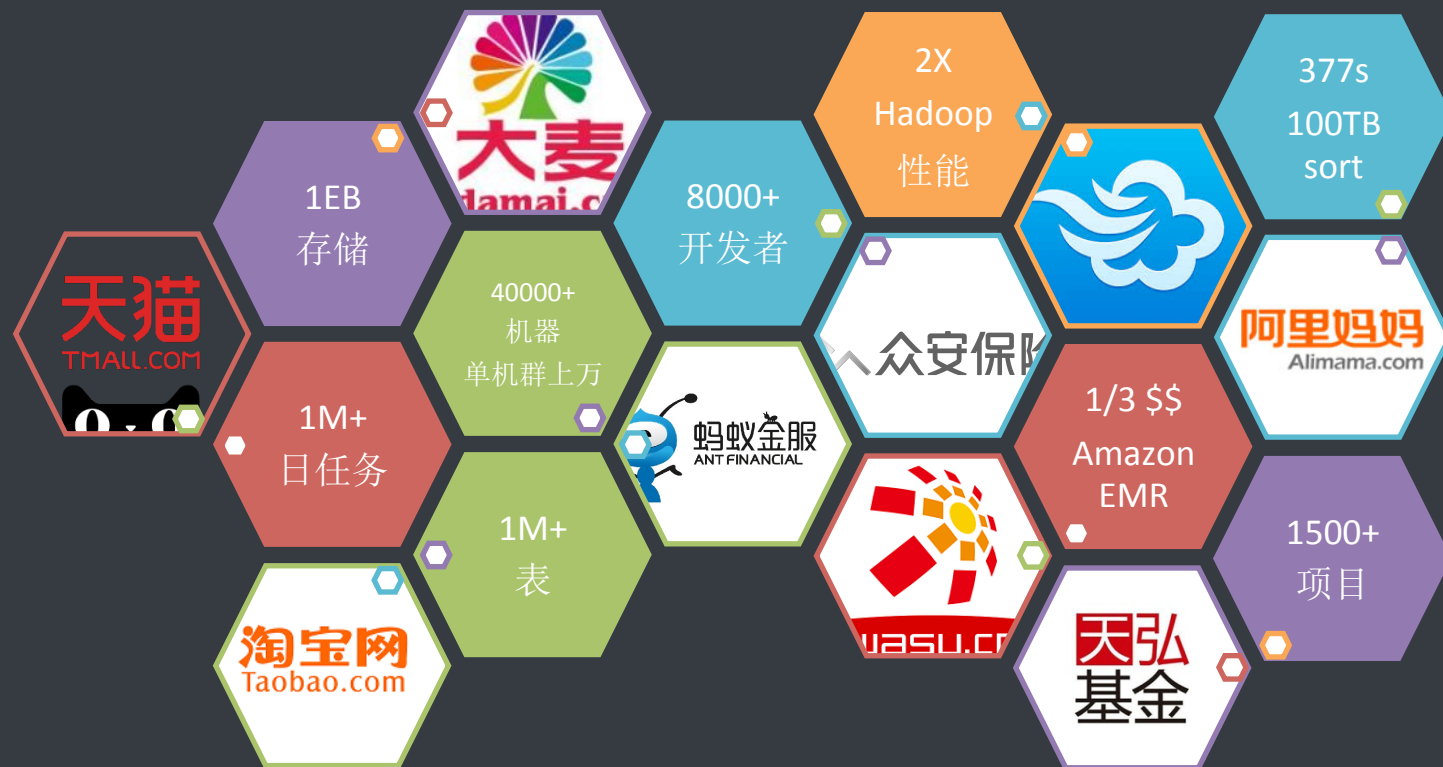 天猫
TMALL.COM
1EB
存储
1M+
日任务
淘宝网
Taobao.com
大麦
damai.c
40000+
机器
单机群上万
1M+
表
8000+
开发者
蚂蚁金服
ANT FINANCIAL
2X
Hadoop
性能
众安保险
wasu.c
1/3 $$
Amazon
EMR
天弘
基金
377s
100TB
sort
阿里妈妈
Alimama.com
1500+
项目